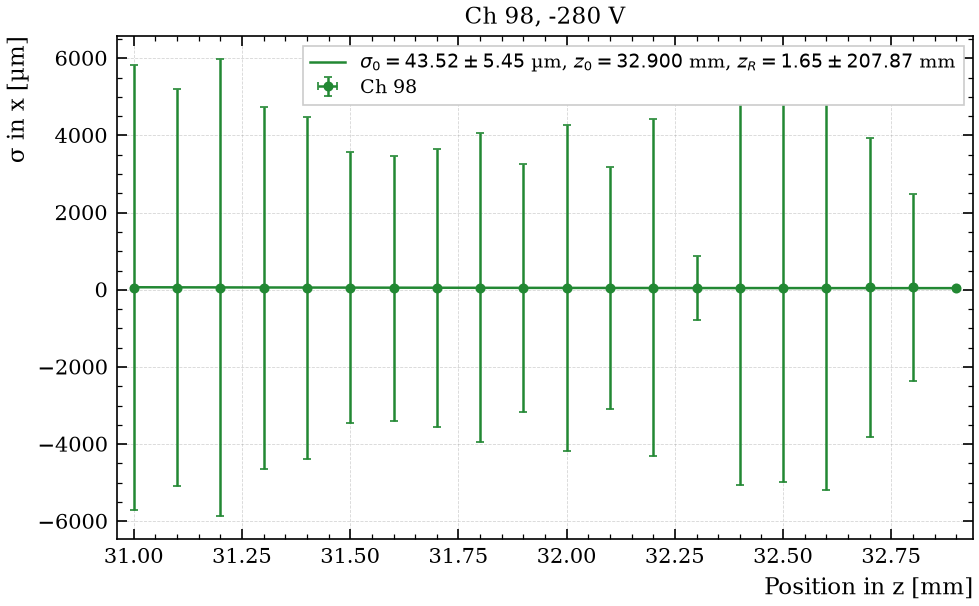 Ch 98, -280 V
σ in x [µm]
σ₀ = 43.52 ± 5.45 µm, z₀ = 32.900 mm, z_R = 1.65 ± 207.87 mm
Ch 98
6000
4000
2000
0
−2000
−4000
−6000
31.00 31.25 31.50 31.75 32.00 32.25 32.50 32.75
Position in z [mm]